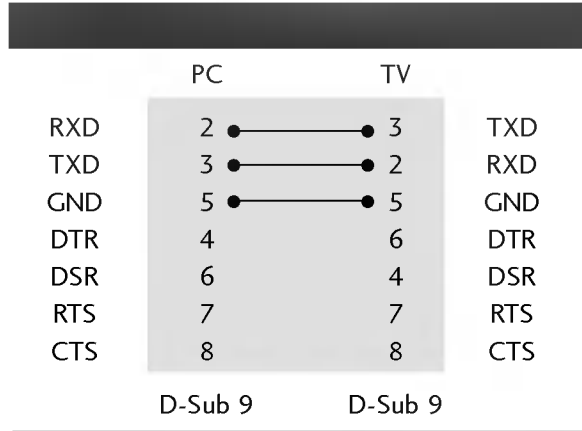 PC TV
RXD 2 3 TXD
TXD 3 2 RXD
GND 5 5 GND
DTR 4 6 DTR
DSR 6 4 DSR
RTS 7 7 RTS
CTS 8 8 CTS
D-Sub 9 D-Sub 9